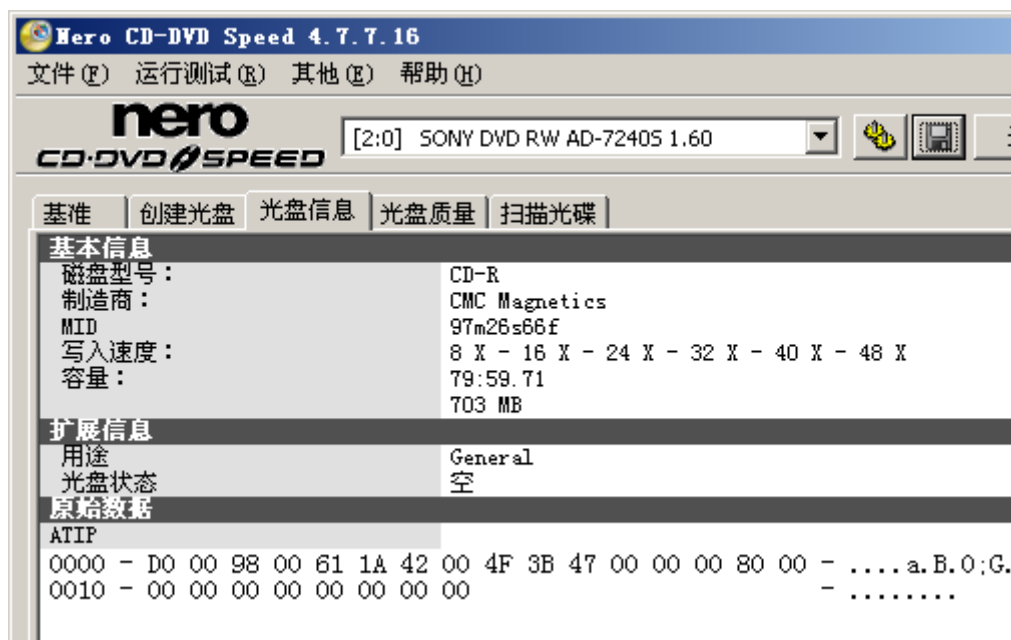 Nero CD-DVD Speed 4.7.7.16
文件(F) 运行测试(R) 其他(E) 帮助(H)
nero
CD·DVD SPEED
[2:0] SONY DVD RW AD-7240S 1.60
基准 创建光盘 光盘信息 光盘质量 扫描光碟
基本信息
磁盘型号： CD-R
制造商： CMC Magnetics
MID 97m26s66f
写入速度： 8 X - 16 X - 24 X - 32 X - 40 X - 48 X
容量： 79:59.71
703 MB
扩展信息
用途 General
光盘状态 空
原始数据
ATIP
0000 - D0 00 98 00 61 1A 42 00 4F 3B 47 00 00 00 80 00 - ....a.B.O;G.
0010 - 00 00 00 00 00 00 00 00 - ........